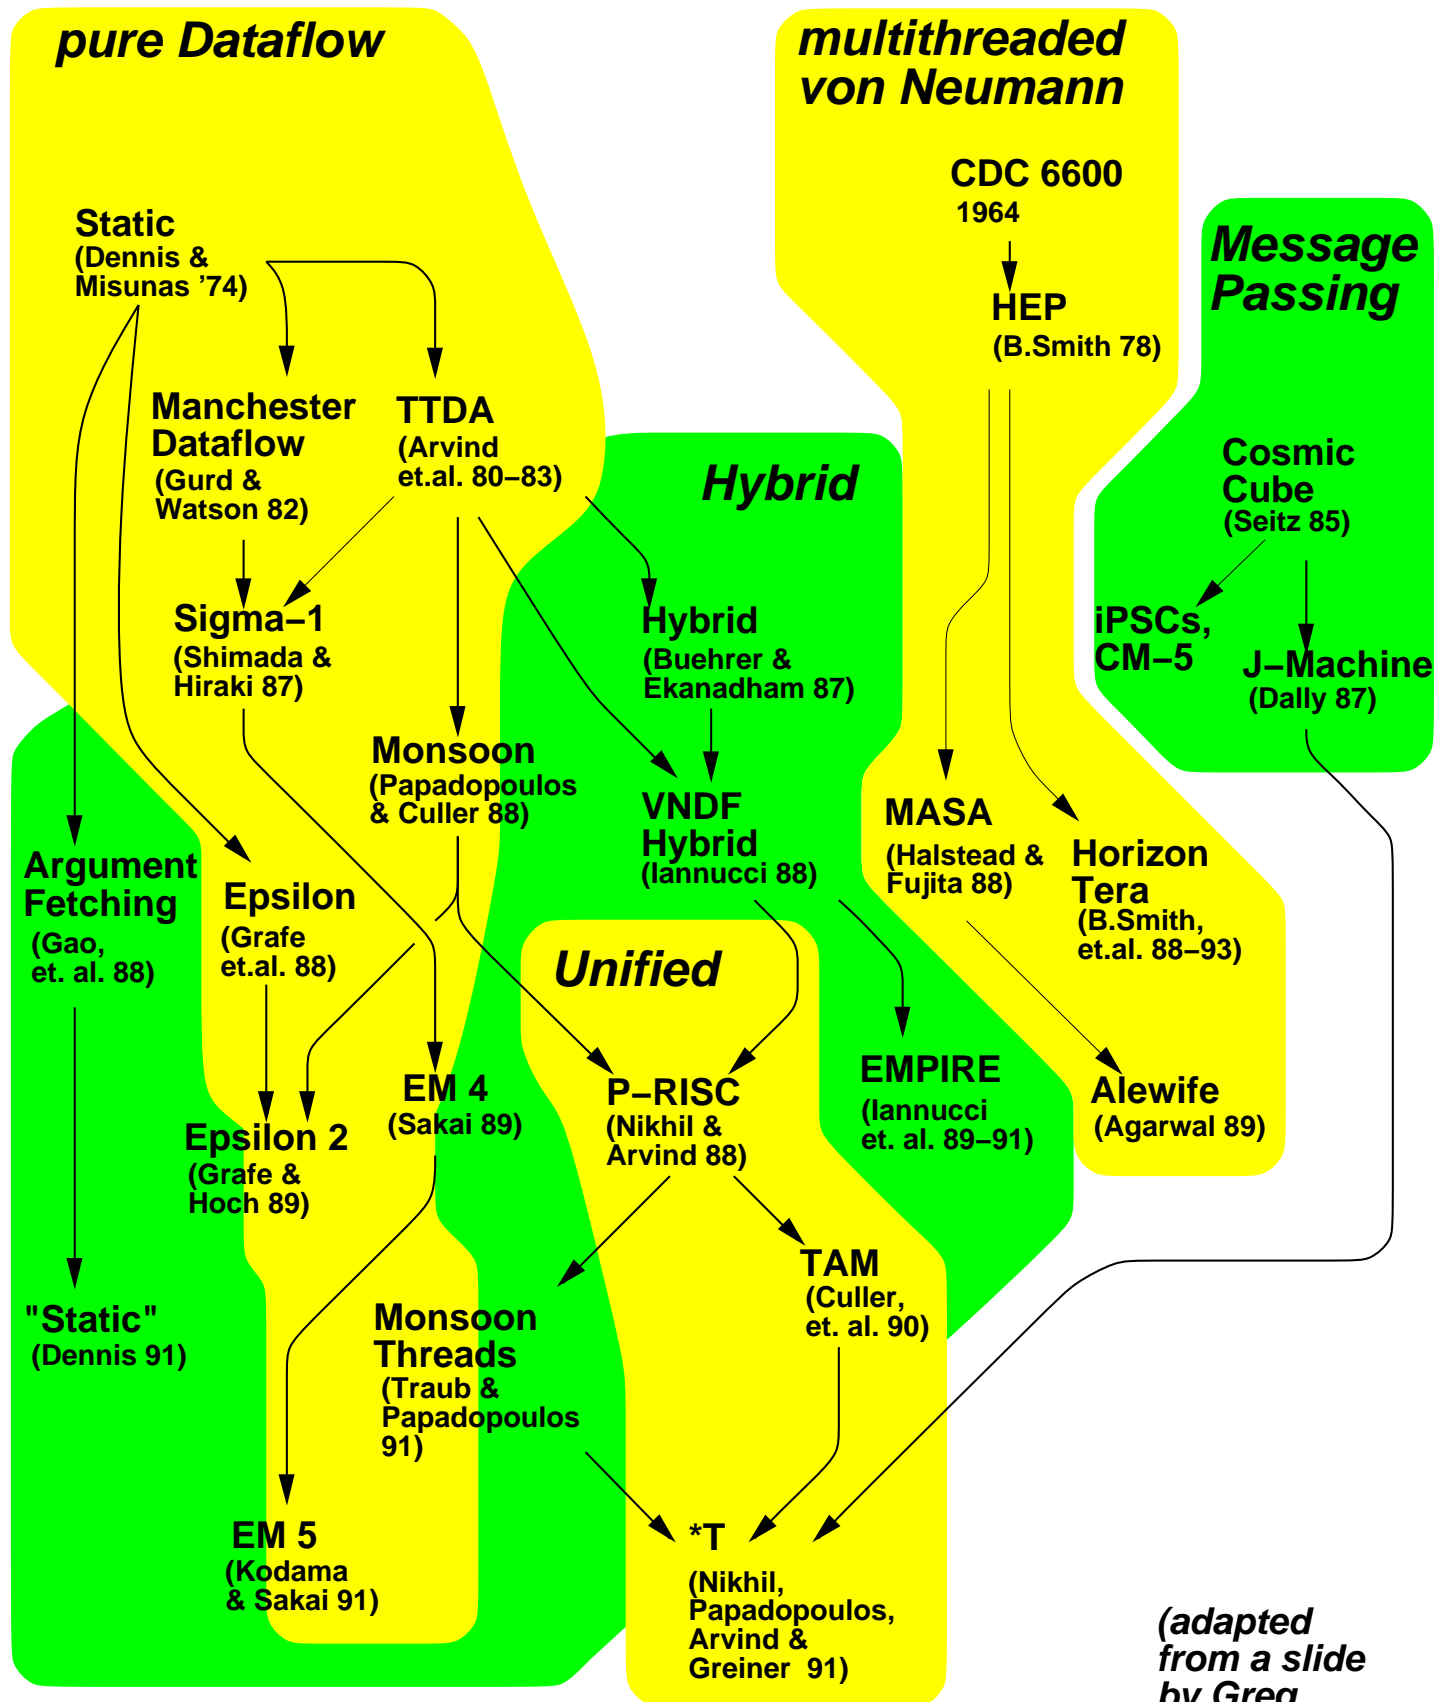 pure Dataflow
multithreaded
von Neumann
CDC 6600
1964
Static
(Dennis &
Misunas ’74)
Message
Passing
HEP
(B.Smith 78)
Manchester
Dataflow
(Gurd &
Watson 82)
TTDA
(Arvind
et.al. 80–83)
Hybrid
Cosmic
Cube
(Seitz 85)
Sigma–1
(Shimada &
Hiraki 87)
Hybrid
(Buehrer &
Ekanadham 87)
iPSCs,
CM–5
J–Machine
(Dally 87)
Monsoon
(Papadopoulos
& Culler 88)
VNDF
Hybrid
(Iannucci 88)
MASA
(Halstead &
Fujita 88)
Horizon
Tera
(B.Smith,
et.al. 88–93)
Argument
Fetching
(Gao,
et. al. 88)
Epsilon
(Grafe
et.al. 88)
Unified
EM 4
(Sakai 89)
P–RISC
(Nikhil &
Arvind 88)
EMPIRE
(Iannucci
et. al. 89–91)
Alewife
(Agarwal 89)
Epsilon 2
(Grafe &
Hoch 89)
TAM
(Culler,
et. al. 90)
"Static"
(Dennis 91)
Monsoon
Threads
(Traub &
Papadopoulos
91)
EM 5
(Kodama
& Sakai 91)
*T
(Nikhil,
Papadopoulos,
Arvind &
Greiner 91)
(adapted
from a slide
by Greg